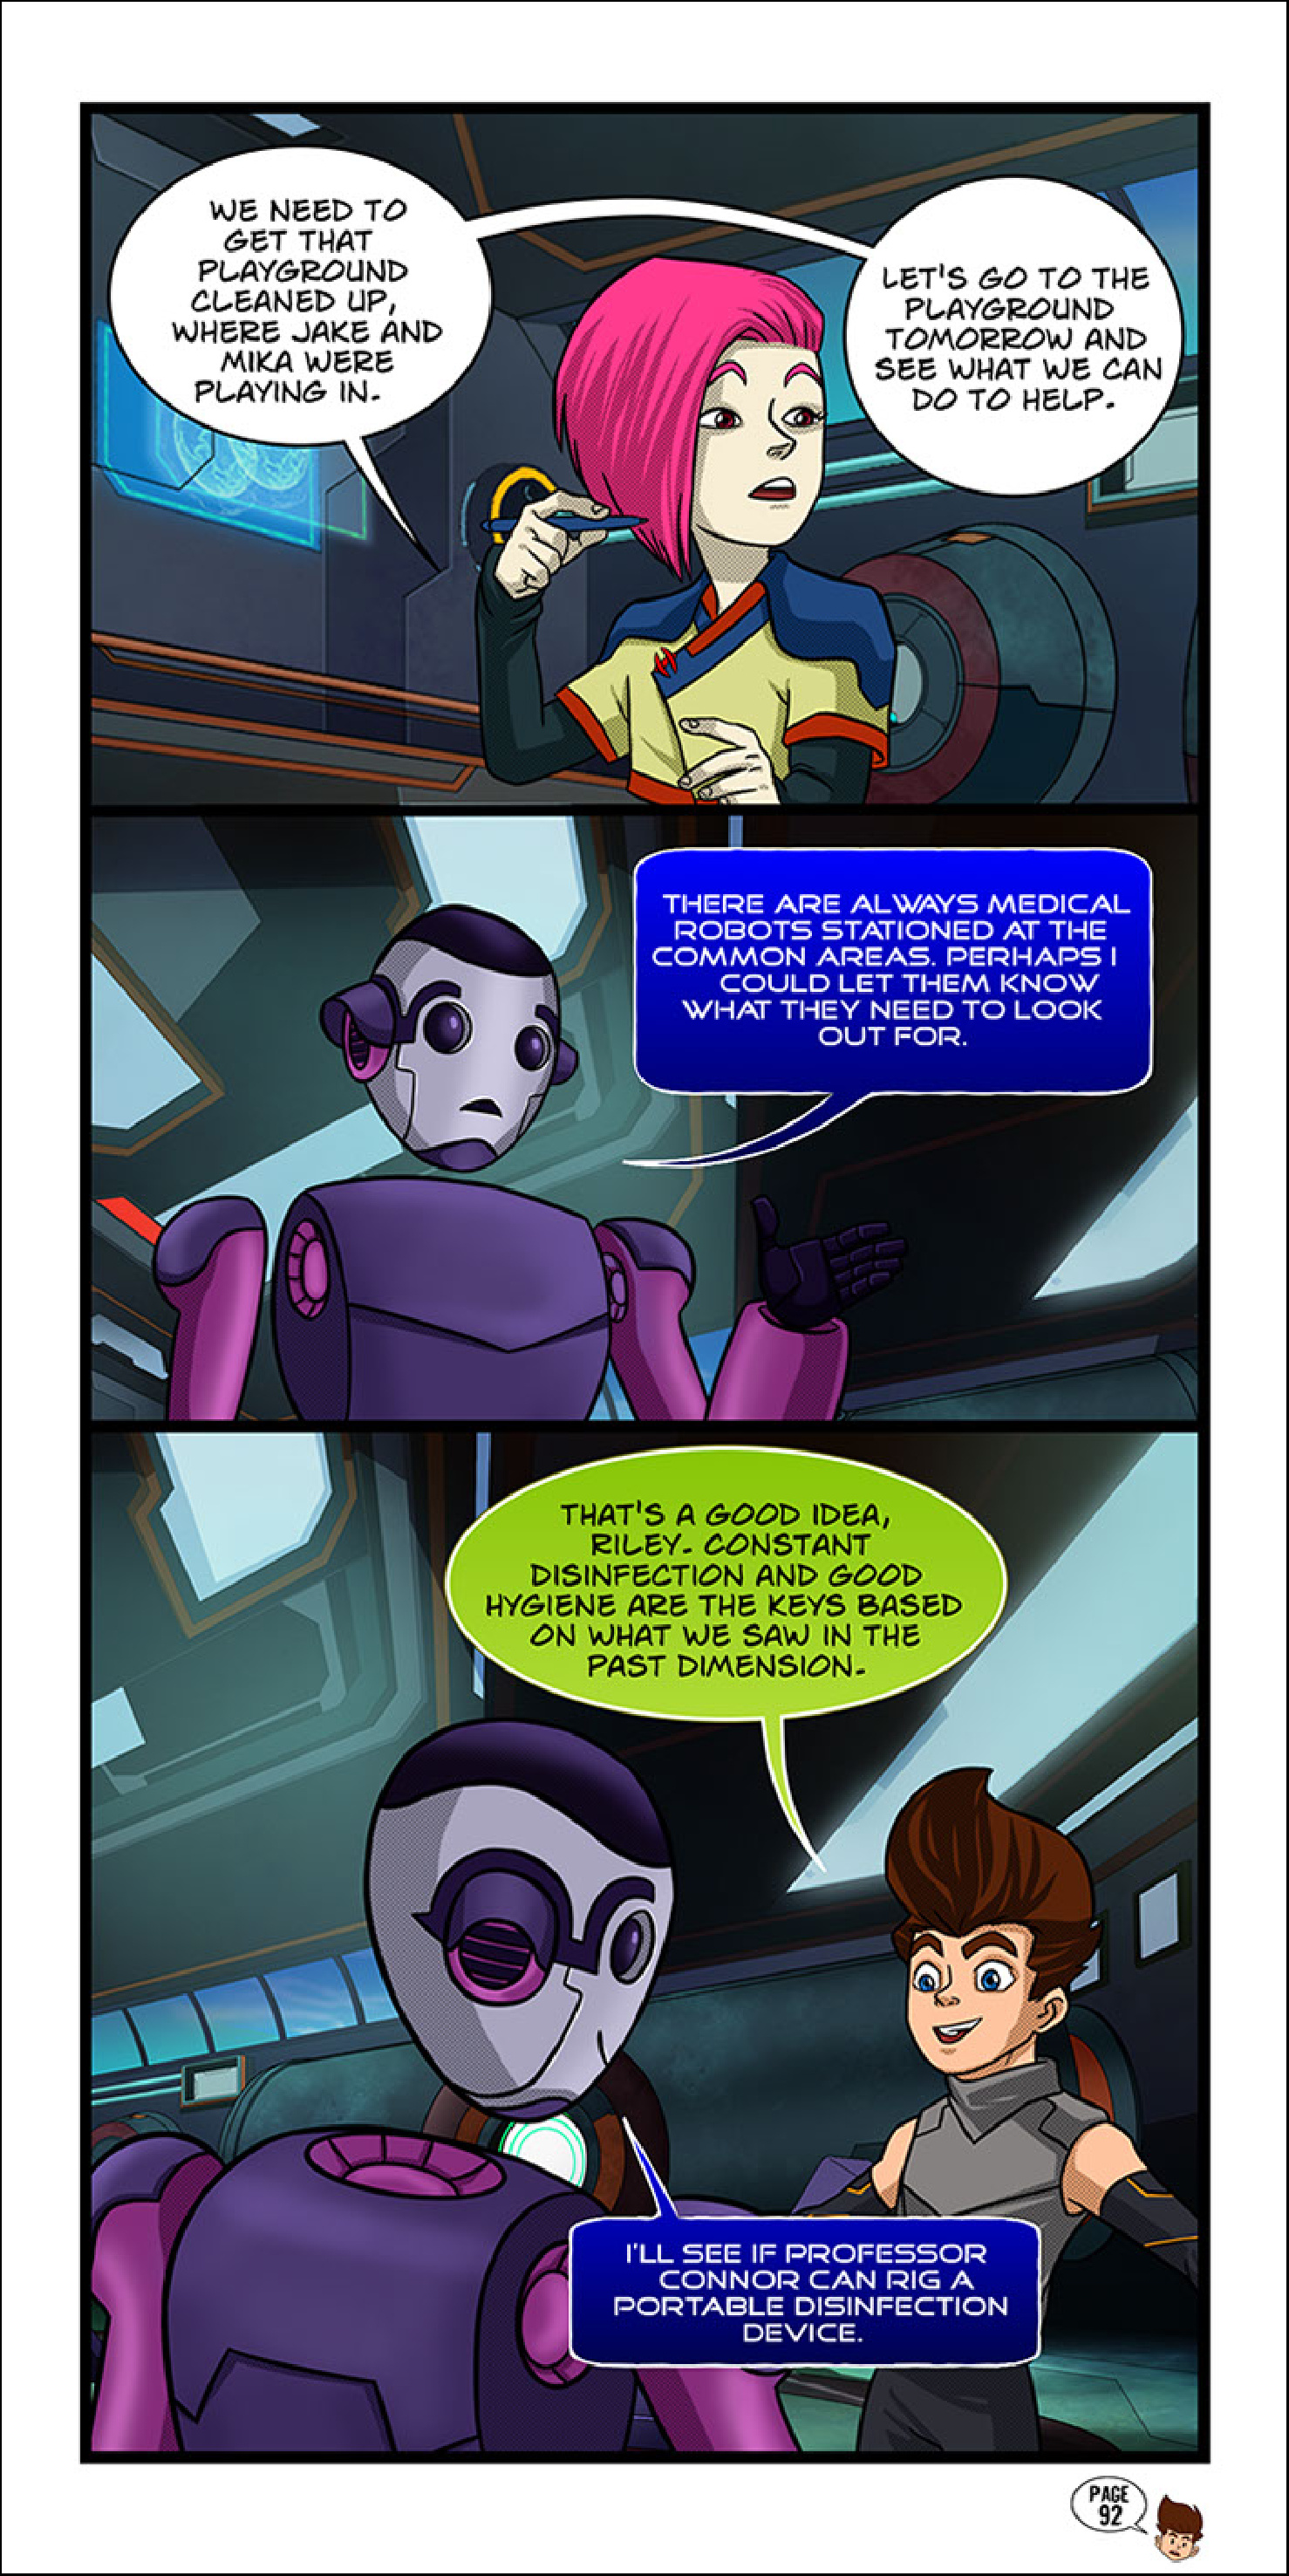 WE NEED TO
GET THAT
PLAYGROUND
CLEANED UP,
WHERE JAKE AND
MIKA WERE
PLAYING IN.
LET'S GO TO THE
PLAYGROUND
TOMORROW AND
SEE WHAT WE CAN
DO TO HELP.
THERE ARE ALWAYS MEDICAL
ROBOTS STATIONED AT THE
COMMON AREAS. PERHAPS I
COULD LET THEM KNOW
WHAT THEY NEED TO LOOK
OUT FOR.
THAT'S A GOOD IDEA,
RILEY. CONSTANT
DISINFECTION AND GOOD
HYGIENE ARE THE KEYS BASED
ON WHAT WE SAW IN THE
PAST DIMENSION.
I'LL SEE IF PROFESSOR
CONNOR CAN RIG A
PORTABLE DISINFECTION
DEVICE.
PAGE
92